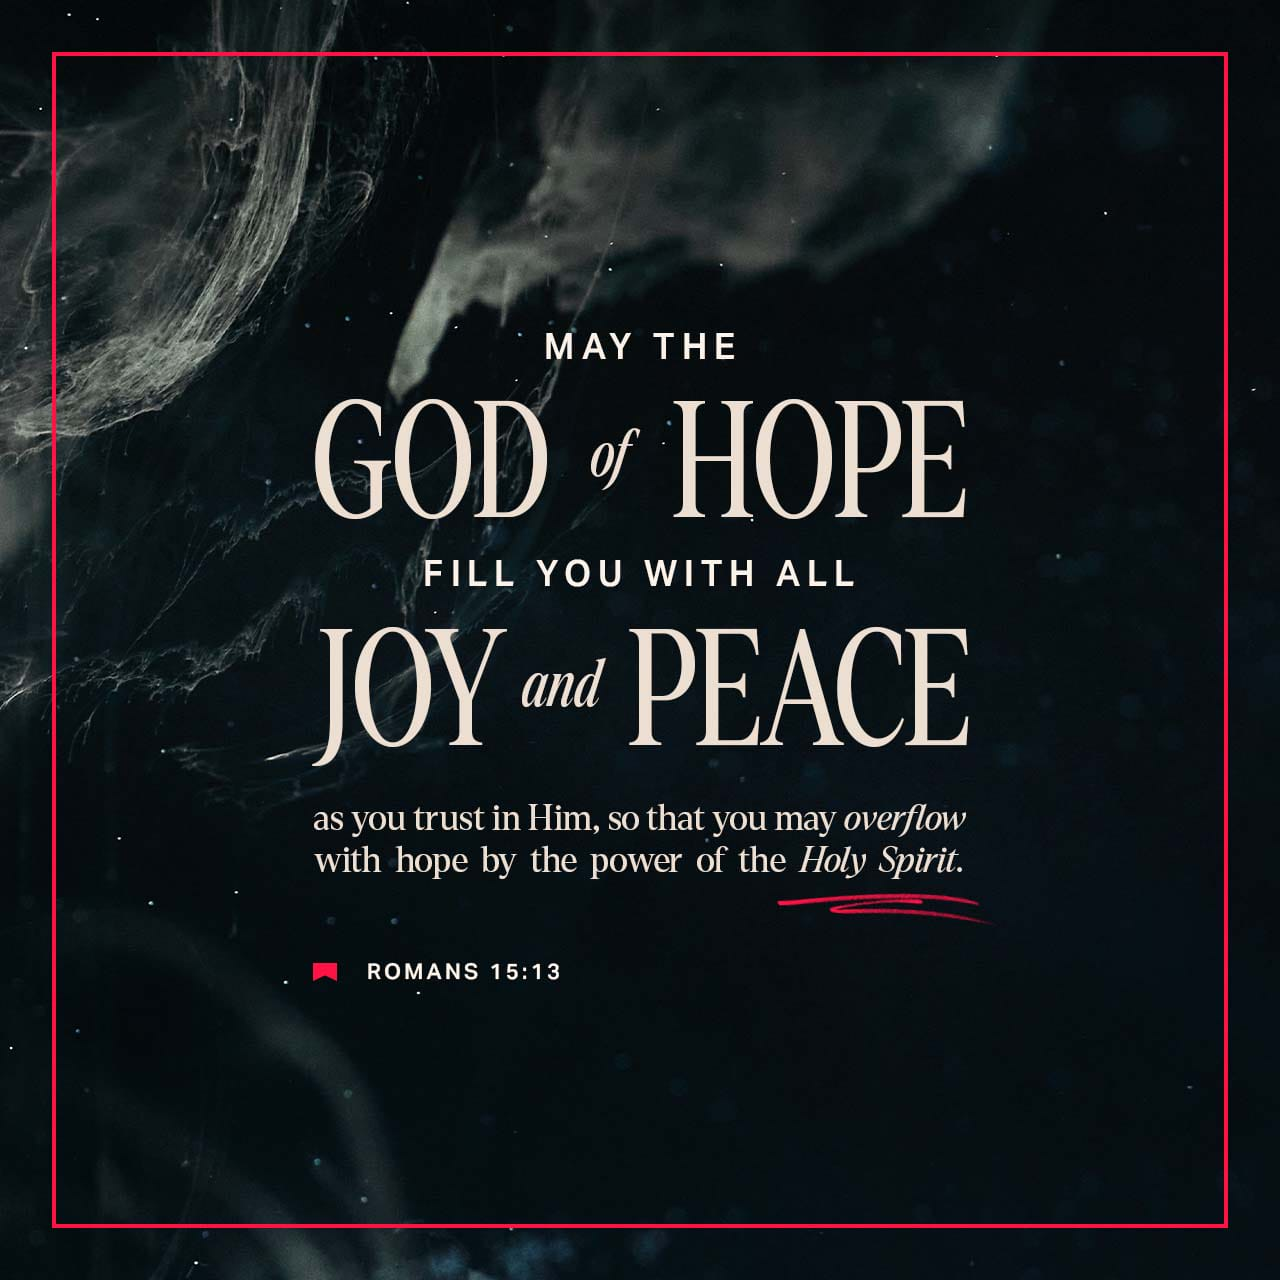 MAY THE
GOD of HOPE
FILL YOU WITH ALL
JOY and PEACE
as you trust in Him, so that you may overflow
with hope by the power of the Holy Spirit.
ROMANS 15:13